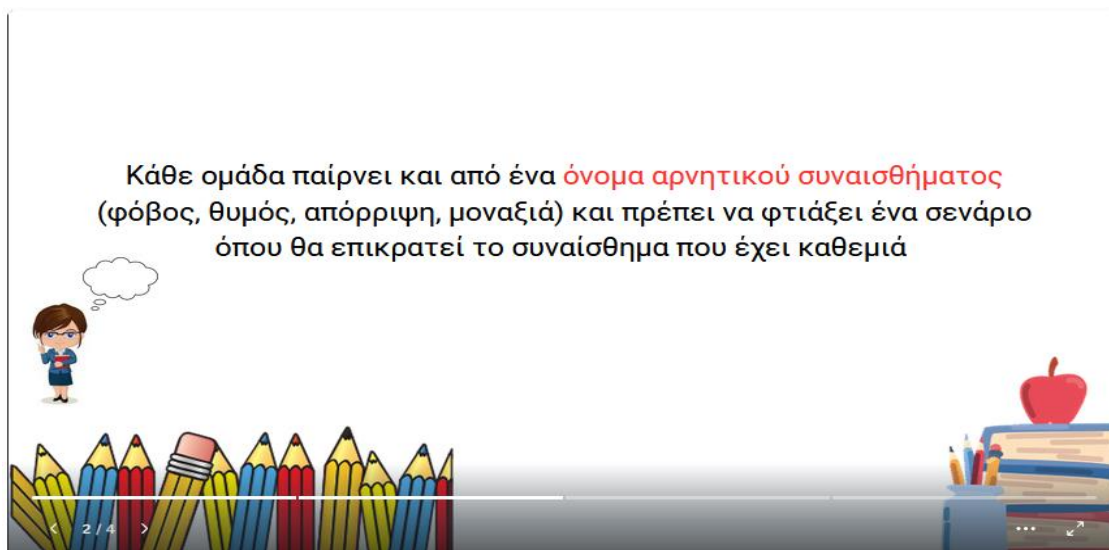 Κάθε ομάδα παίρνει και από ένα όνομα αρνητικού συναισθήματος
(φόβος, θυμός, απόρριψη, μοναξιά) και πρέπει να φτιάξει ένα σενάριο
όπου θα επικρατεί το συναίσθημα που έχει καθεμιά
2 / 4